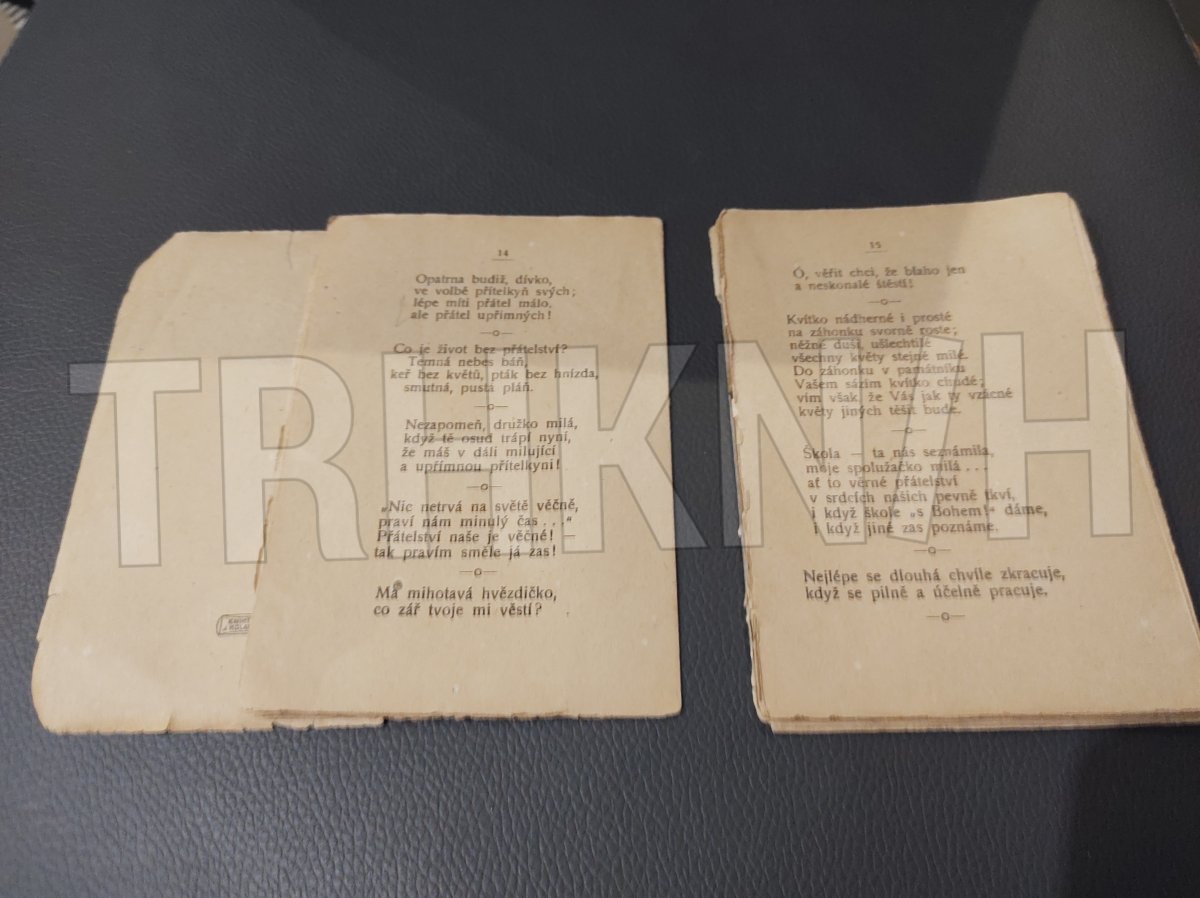 14
Opatrna budiž, dívko,
ve volbě přítelkyň svých;
lépe míti přátel málo,
ale přátel upřimných!
Co je život bez přátelství?
Temná nebes báň,
keř bez květů, pták bez hnízda,
smutná, pustá pláň.
Nezapomeň, družko milá,
když tě osud trápí nyní,
že máš v dáli milující
a upřímnou přítelkyni!
„Nic netrvá na světě věčně,
praví nám minulý čas . . .“
Přátelství naše je věčné! —
tak pravím směle já zas!
Má mihotavá hvězdičko,
co zář tvoje mi věstí?
15
Ó, věřit chci, že blaho jen
a neskonalé štěstí!
Kvítko nádherné i prosté
na záhonku svorně roste;
něžné duši, ušlechtilé
všechny květy stejně milé.
Do záhonku v památníku
Vašem sázím kvítko chudé;
vím však, že Vás jak ty vzácné
květy jiných těšit bude.
Škola — ta nás seznámila,
moje spolužačko milá . . .
ať to věrné přátelství
v srdcích našich pevně tkví,
i když škole „s Bohem!“ dáme,
i když jiné zas poznáme.
Nejlépe se dlouhá chvíle zkracuje,
když se pilně a účelně pracuje.
TRHKNIH